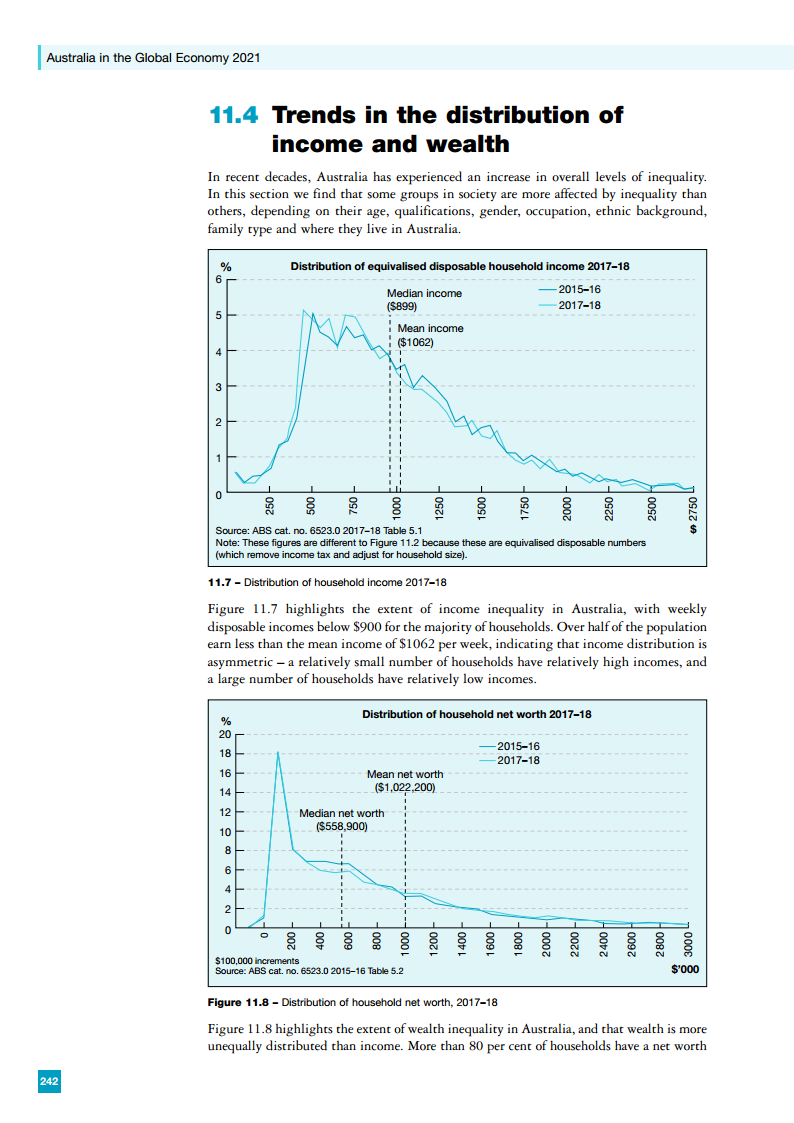 Australia in the Global Economy 2021
11.4 Trends in the distribution of
income and wealth
In recent decades, Australia has experienced an increase in overall levels of inequality.
In this section we find that some groups in society are more affected by inequality than
others, depending on their age, qualifications, gender, occupation, ethnic background,
family type and where they live in Australia.
% Distribution of equivalised disposable household income 2017–18
6
5
4
3
2
1
0
Median income
($899)
Mean income
($1062)
2015–16
2017–18
250 500 750 1000 1250 1500 1750 2000 2250 2500 2750
$
Source: ABS cat. no. 6523.0 2017–18 Table 5.1
Note: These figures are different to Figure 11.2 because these are equivalised disposable numbers
(which remove income tax and adjust for household size).
11.7 – Distribution of household income 2017–18
Figure 11.7 highlights the extent of income inequality in Australia, with weekly
disposable incomes below $900 for the majority of households. Over half of the population
earn less than the mean income of $1062 per week, indicating that income distribution is
asymmetric – a relatively small number of households have relatively high incomes, and
a large number of households have relatively low incomes.
Distribution of household net worth 2017–18
%
20
18
16
14
12
10
8
6
4
2
0
2015–16
2017–18
Mean net worth
($1,022,200)
Median net worth
($558,900)
0 200 400 600 800 1000 1200 1400 1600 1800 2000 2200 2400 2600 2800 3000
$100,000 increments
Source: ABS cat. no. 6523.0 2015–16 Table 5.2
$'000
Figure 11.8 – Distribution of household net worth, 2017–18
Figure 11.8 highlights the extent of wealth inequality in Australia, and that wealth is more
unequally distributed than income. More than 80 per cent of households have a net worth
242